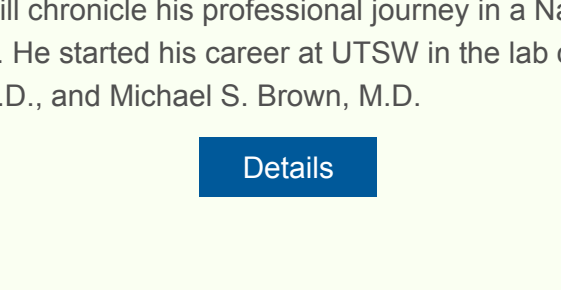 ill chronicle his professional journey in a Na
. He started his career at UTSW in the lab
.D., and Michael S. Brown, M.D.
Details